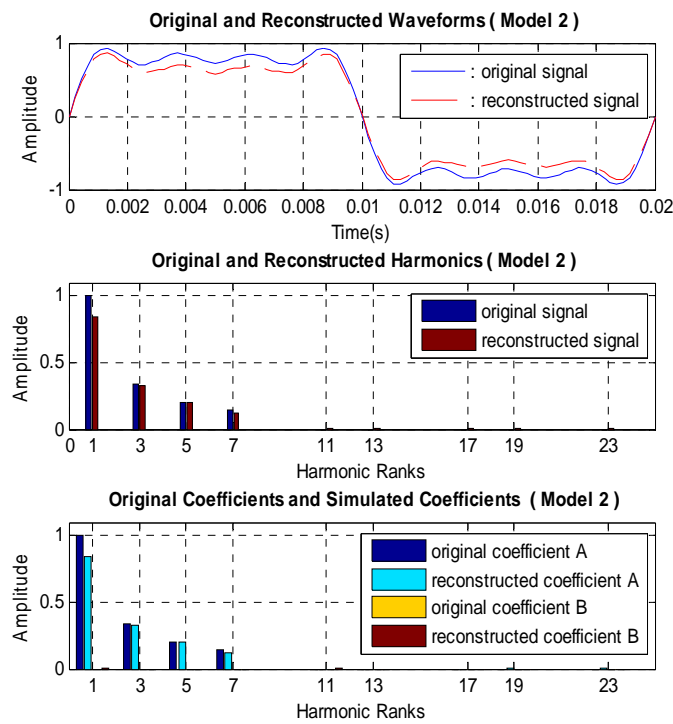 Original and Reconstructed Waveforms ( Model 2 )
Amplitude
1
0
-1
: original signal
: reconstructed signal
0 0.002 0.004 0.006 0.008 0.01 0.012 0.014 0.016 0.018 0.02
Time(s)
Original and Reconstructed Harmonics ( Model 2 )
Amplitude
1
0.5
0
original signal
reconstructed signal
0 1 3 5 7 11 13 17 19 23
Harmonic Ranks
Original Coefficients and Simulated Coefficients ( Model 2 )
Amplitude
1
0.5
0
original coefficient A
reconstructed coefficient A
original coefficient B
reconstructed coefficient B
1 3 5 7 11 13 17 19 23
Harmonic Ranks